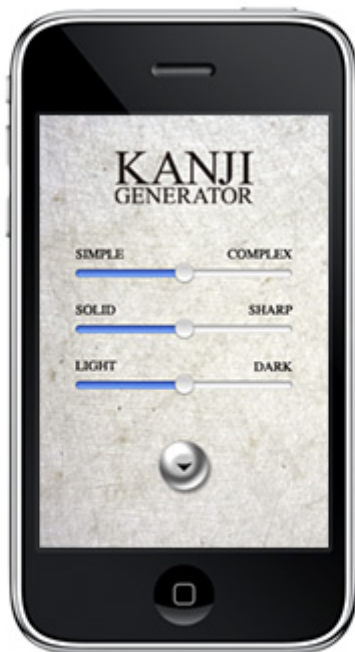 KANJI
GENERATOR
SIMPLE COMPLEX
SOLID SHARP
LIGHT DARK